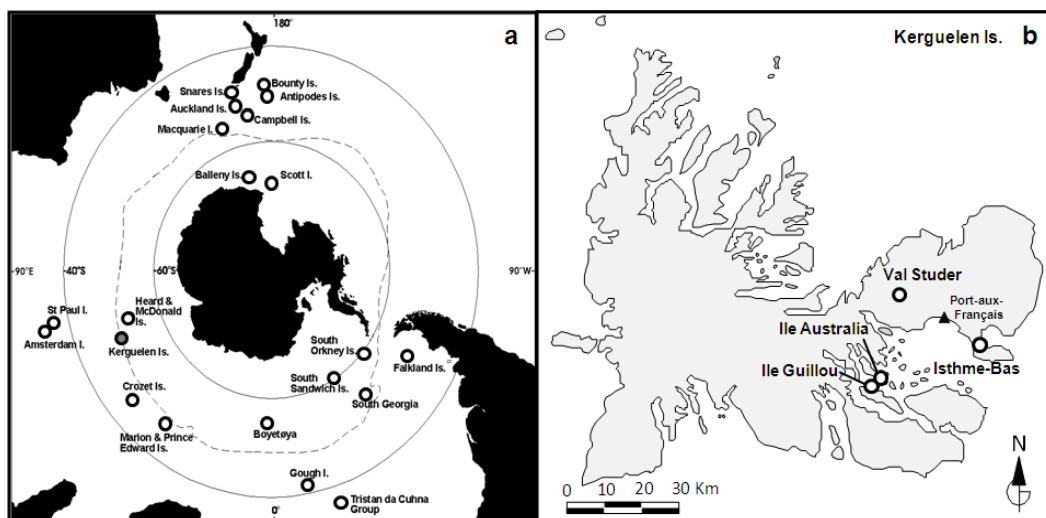 180°
a
Bounty Is.
Snares Is.
Antipodes Is.
Auckland Is.
Campbell Is.
Macquarie I.
Balleny Is.
Scott I.
90°E
40°S
60°S
90°W
St Paul I.
Amsterdam I.
Heard &
McDonald
Is.
Kerguelen Is.
Crozet Is.
Marion & Prince
Edward Is.
South
Orkney Is.
Falkland Is.
South
Sandwich Is.
South Georgia
Boyetøya
Gough I.
Tristan da Cuhna
Group
0°
Kerguelen Is.
b
Val Studer
Port-aux-
Français
Ile Australia
Ile Guillou
Isthme-Bas
N
0 10 20 30 Km